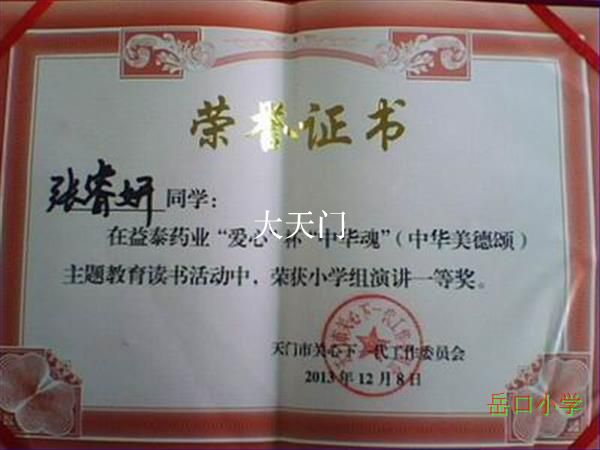 荣誉证书
张睿妍同学：
在益泰药业“爱心”杯“中华魂”（中华美德颂）
主题教育读书活动中，荣获小学组演讲一等奖。
大天门
天门市关心下一代工作委员会
2013年12月8日
岳口小学